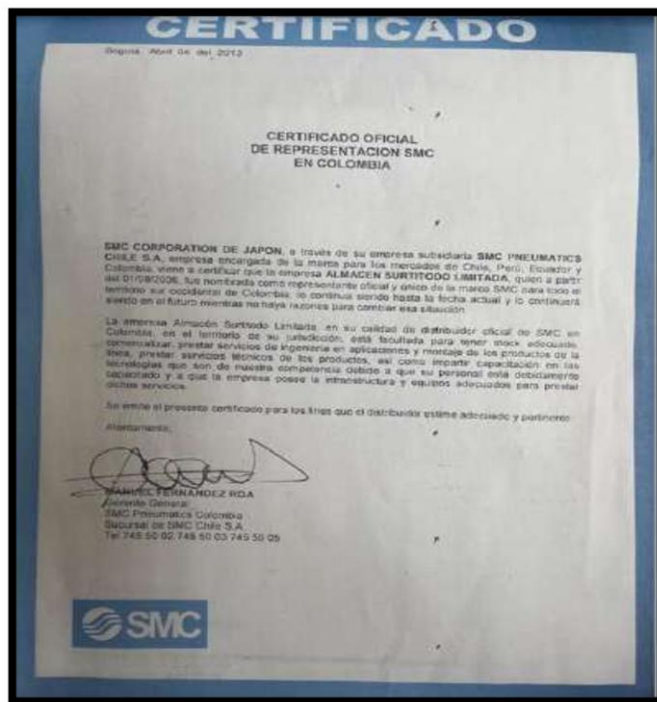 CERTIFICADO
Bogotá, Abril 04 del 2013
CERTIFICADO OFICIAL
DE REPRESENTACION SMC
EN COLOMBIA
SMC CORPORATION DE JAPON, a través de su empresa subsidiaria SMC PNEUMATICS
CHILE S.A, empresa encargada de la marca para los mercados de Chile, Perú, Ecuador y
Colombia, viene a certificar que la empresa ALMACEN SURTITODO LIMITADA, quien a partir
del 01/08/2006, fue nombrada como representante oficial y único de la marca SMC para todo el
territorio sur occidental de Colombia, lo continua siendo hasta la fecha actual y lo continuará
siendo en el futuro mientras no haya razones para cambiar esa situación.
La empresa Almacén Surtitodo Limitada, en su calidad de distribuidor oficial de SMC en
Colombia, en el territorio de su jurisdicción, está facultada para tener stock adecuado,
comercializar, prestar servicios de ingeniería en aplicaciones y montaje de los productos de la
línea, prestar servicios técnicos de los productos, así como impartir capacitación en las
tecnologías que son de nuestra competencia debido a que su personal está debidamente
capacitado y a que la empresa posee la infraestructura y equipos adecuados para prestar
dichos servicios.
Se emite el presente certificado para los fines que el distribuidor estime adecuado y pertinente.
Atentamente,
MANUEL FERNANDEZ ROA
Gerente General
SMC Pneumatics Colombia
Sucursal de SMC Chile S.A
Tel 745 50 02 745 50 03 745 50 05
SMC